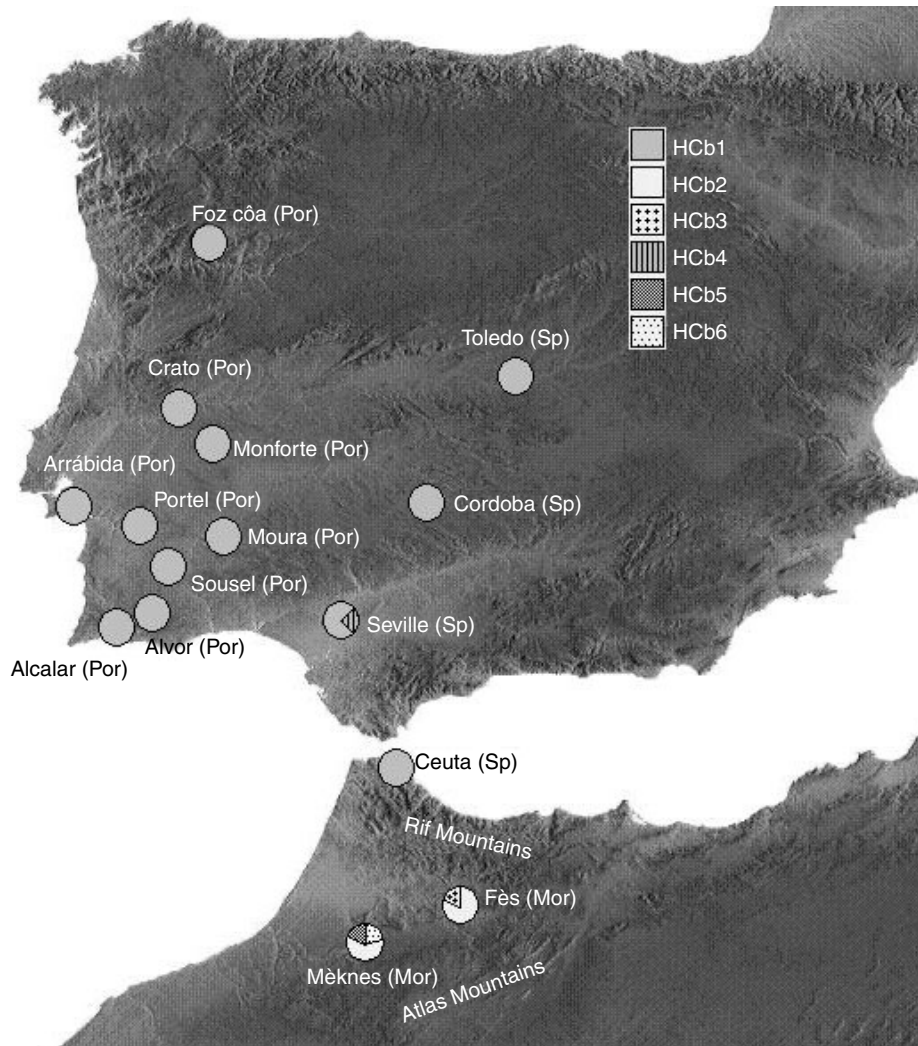 HCb1
HCb2
HCb3
HCb4
HCb5
HCb6
Foz côa (Por)
Toledo (Sp)
Crato (Por)
Monforte (Por)
Arrábida (Por)
Portel (Por)
Cordoba (Sp)
Moura (Por)
Sousel (Por)
Seville (Sp)
Alvor (Por)
Alcalar (Por)
Ceuta (Sp)
Rif Mountains
Fès (Mor)
Mèknes (Mor)
Atlas Mountains